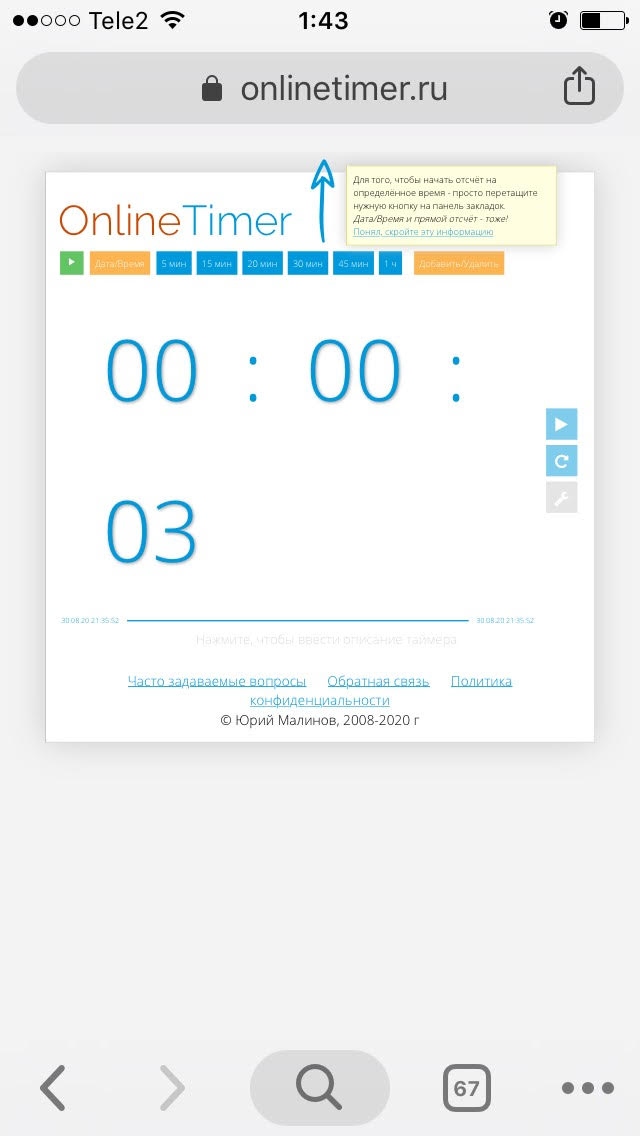 Tele2 1:43
onlinetimer.ru
Для того, чтобы начать отсчёт на
определённое время - просто перетащите
нужную кнопку на панель закладок.
Дата/Время и прямой отсчёт - тоже!
Понял, скройте эту информацию
OnlineTimer
Дата/Время 5 мин 15 мин 20 мин 30 мин 45 мин 1 ч Добавить/Удалить
00 : 00 :
03
30.08.20 21:35:52 30.08.20 21:35:52
Нажмите, чтобы ввести описание таймера
Часто задаваемые вопросы Обратная связь Политика
конфиденциальности
© Юрий Малинов, 2008-2020 г
67